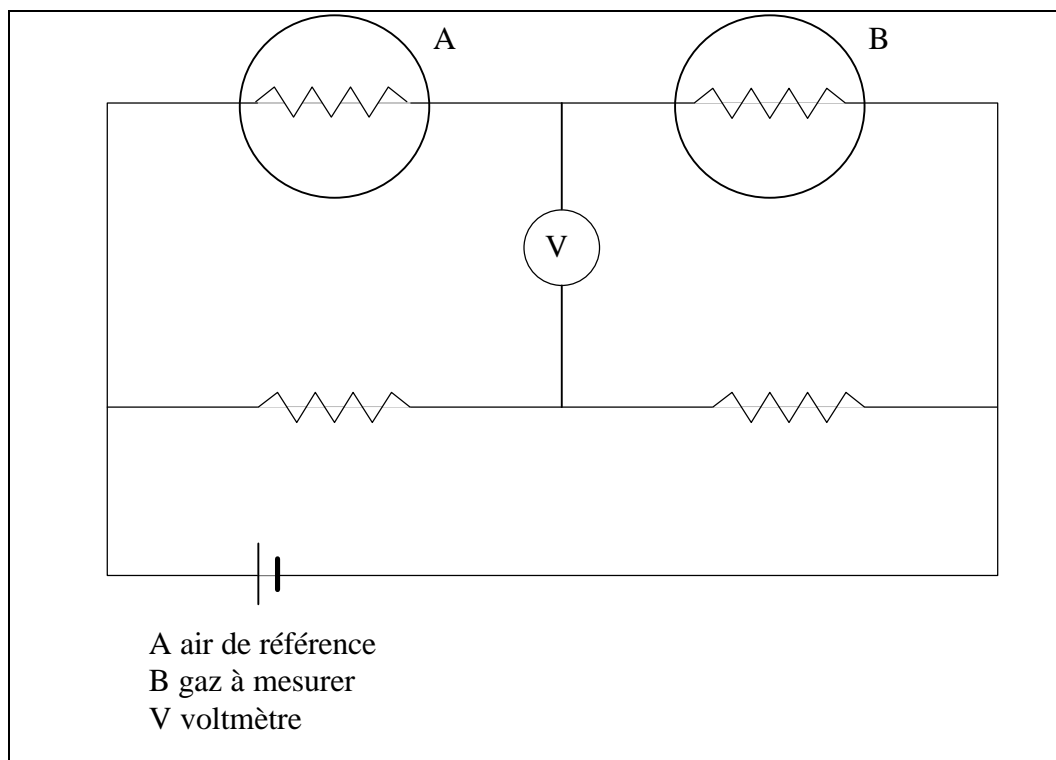 A
B
V
A air de référence
B gaz à mesurer
V voltmètre